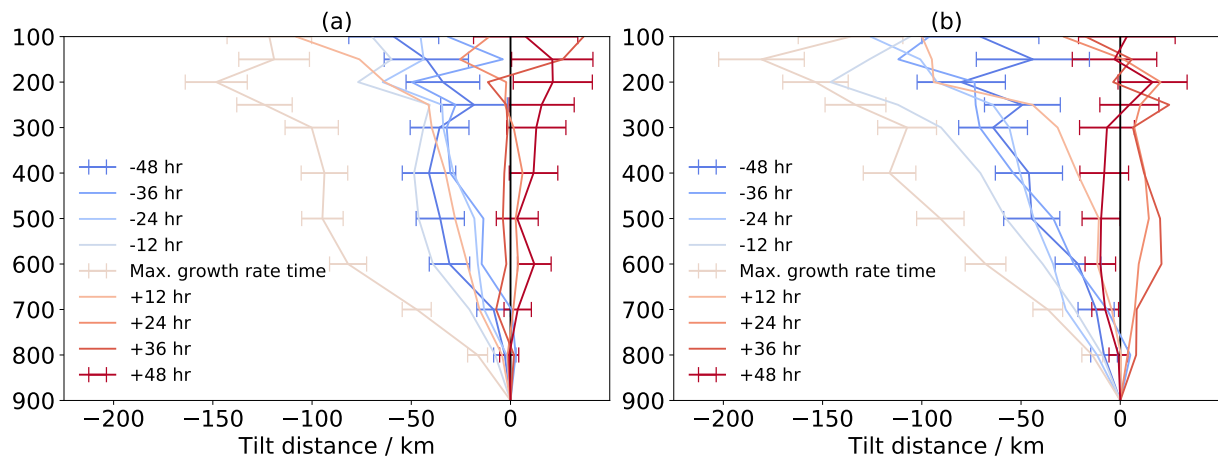 (a)
100
200
300
400
500
600
700
800
900
-48 hr
-36 hr
-24 hr
-12 hr
Max. growth rate time
+12 hr
+24 hr
+36 hr
+48 hr
−200 −150 −100 −50 0
Tilt distance / km
(b)
100
200
300
400
500
600
700
800
900
-48 hr
-36 hr
-24 hr
-12 hr
Max. growth rate time
+12 hr
+24 hr
+36 hr
+48 hr
−200 −150 −100 −50 0
Tilt distance / km